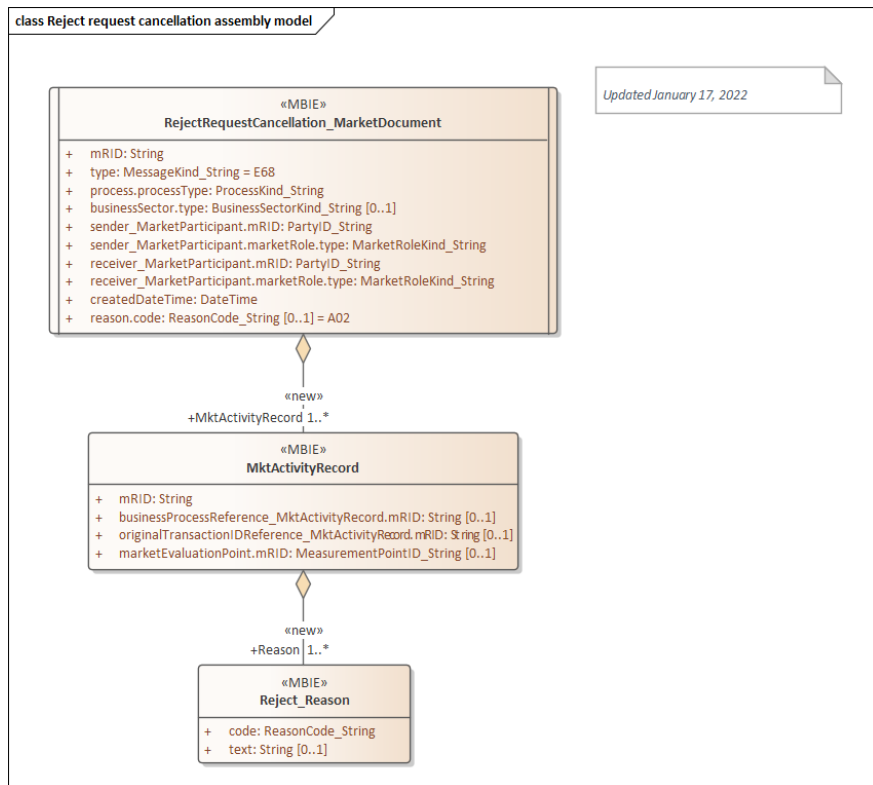 class Reject request cancellation assembly model
Updated January 17, 2022
«MBIE»
RejectRequestCancellation_MarketDocument
+ mRID: String
+ type: MessageKind_String = E68
+ process.processType: ProcessKind_String
+ businessSector.type: BusinessSectorKind_String [0..1]
+ sender_MarketParticipant.mRID: PartyID_String
+ sender_MarketParticipant.marketRole.type: MarketRoleKind_String
+ receiver_MarketParticipant.mRID: PartyID_String
+ receiver_MarketParticipant.marketRole.type: MarketRoleKind_String
+ createdDateTime: DateTime
+ reason.code: ReasonCode_String [0..1] = A02
«new»
+MktActivityRecord 1..*
«MBIE»
MktActivityRecord
+ mRID: String
+ businessProcessReference_MktActivityRecord.mRID: String [0..1]
+ originalTransactionIDReference_MktActivityRecord.mRID: String [0..1]
+ marketEvaluationPoint.mRID: MeasurementPointID_String [0..1]
«new»
+Reason 1..*
«MBIE»
Reject_Reason
+ code: ReasonCode_String
+ text: String [0..1]